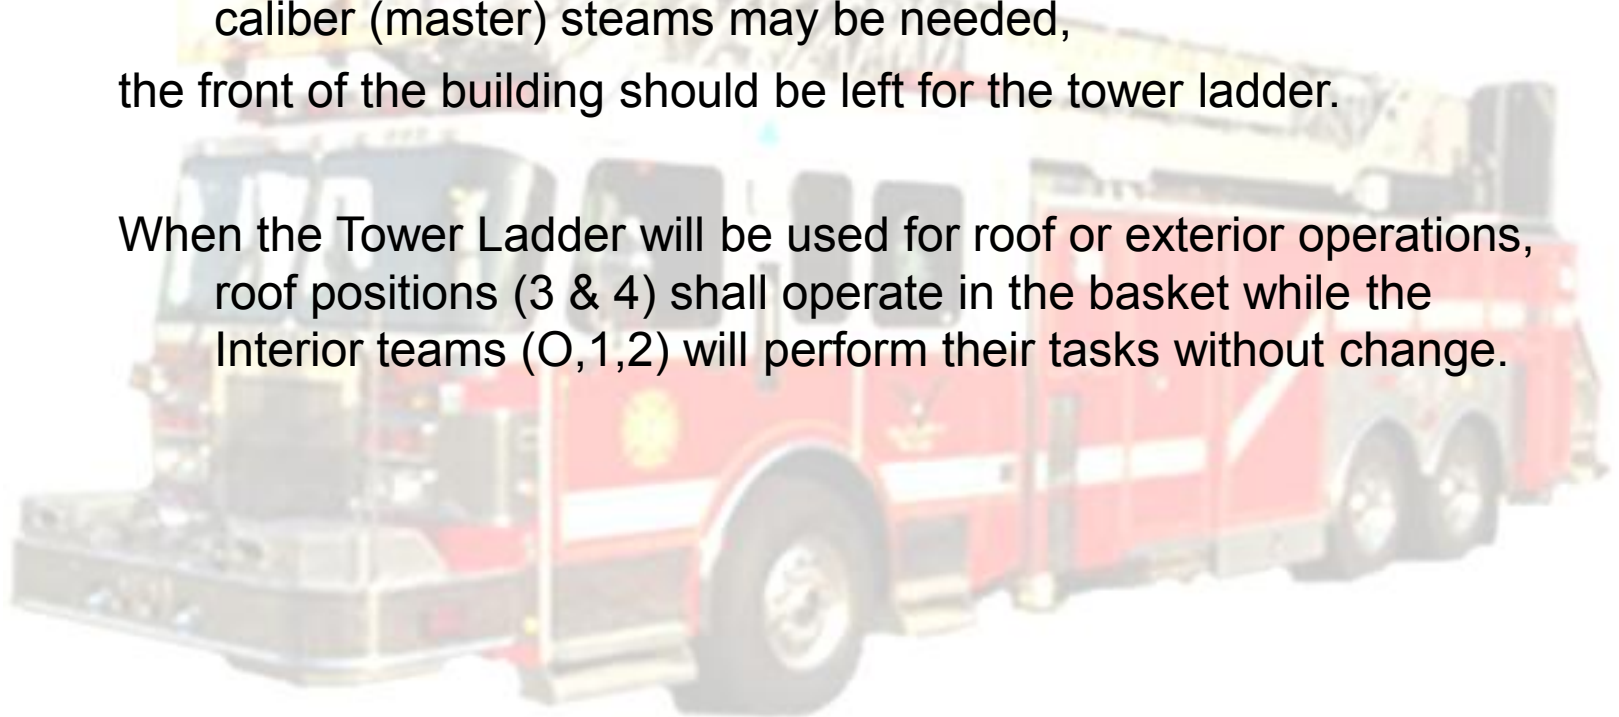 caliber (master) steams may be needed,
the front of the building should be left for the tower ladder.
When the Tower Ladder will be used for roof or exterior operations,
roof positions (3 & 4) shall operate in the basket while the
Interior teams (O,1,2) will perform their tasks without change.